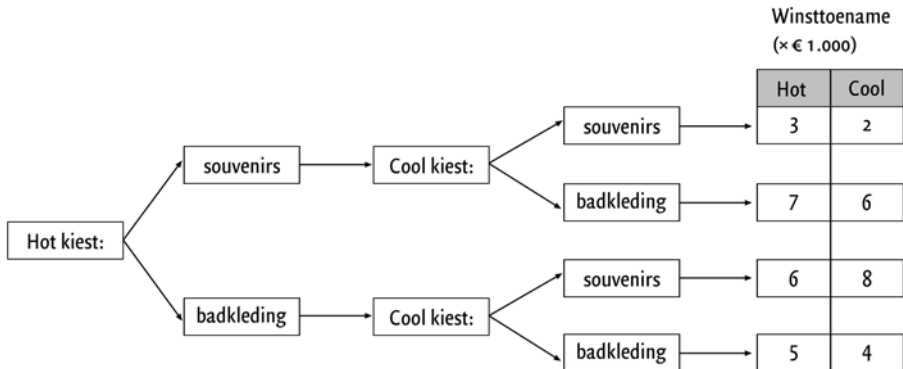 Winsttoename
(× € 1.000)
Hot Cool
souvenirs 3 2
souvenirs Cool kiest:
badkleding 7 6
Hot kiest:
souvenirs 6 8
badkleding Cool kiest:
badkleding 5 4